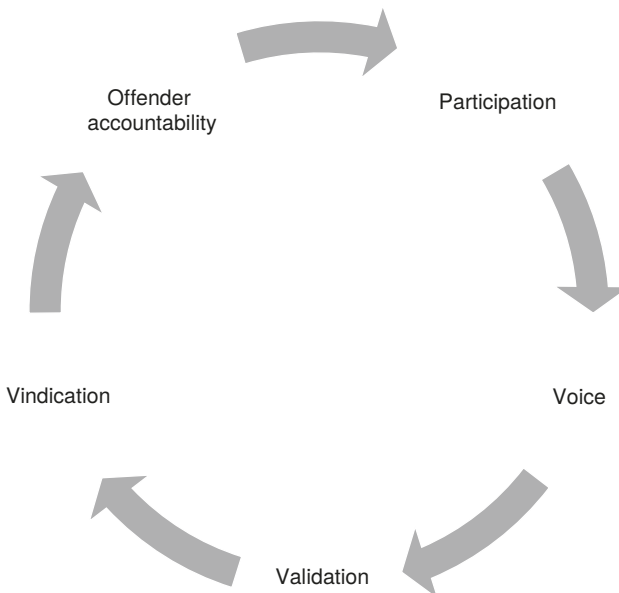 Offender
accountability
Participation
Voice
Validation
Vindication